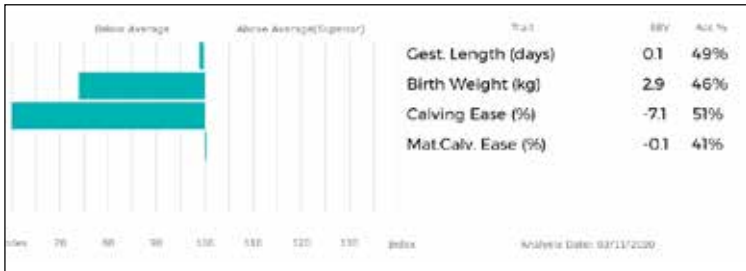 Below Average Above Average(Superior) Trait EBV Acc %
Gest. Length (days) 0.1 49%
Birth Weight (kg) 2.9 46%
Calving Ease (%) -7.1 51%
Mat.Calv. Ease (%) -0.1 41%
70 80 90 100 110 120 130 Index Analysis Date: 03/11/2020